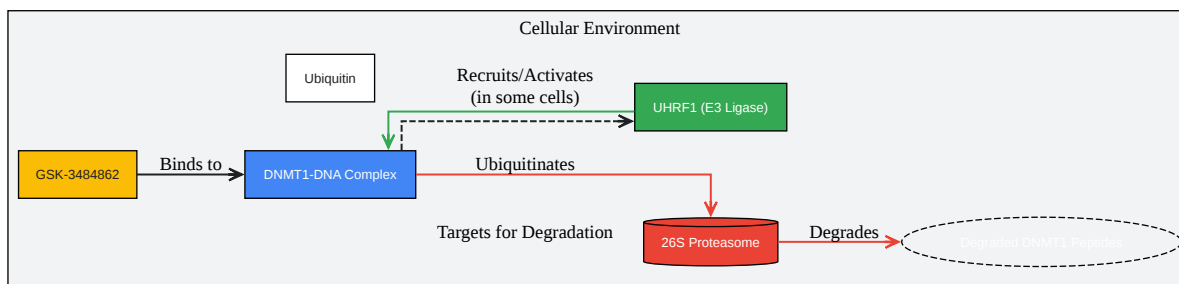 Cellular Environment
Ubiquitin
Recruits/Activates
(in some cells)
UHRF1 (E3 Ligase)
GSK-3484862
Binds to
DNMT1-DNA Complex
Ubiquitinates
Targets for Degradation
26S Proteasome
Degrades
Degraded DNMT1 Peptides